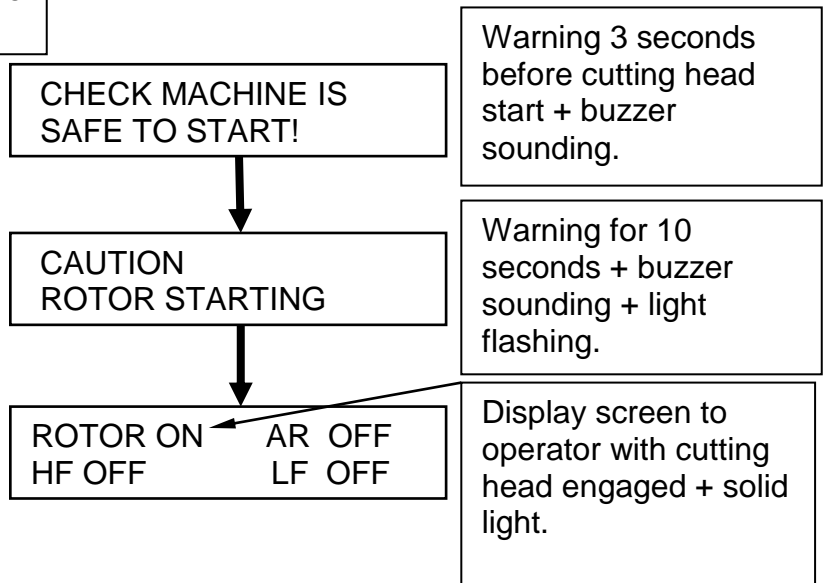 CHECK MACHINE IS
SAFE TO START!
Warning 3 seconds
before cutting head
start + buzzer
sounding.
CAUTION
ROTOR STARTING
Warning for 10
seconds + buzzer
sounding + light
flashing.
ROTOR ON AR OFF
HF OFF LF OFF
Display screen to
operator with cutting
head engaged + solid
light.